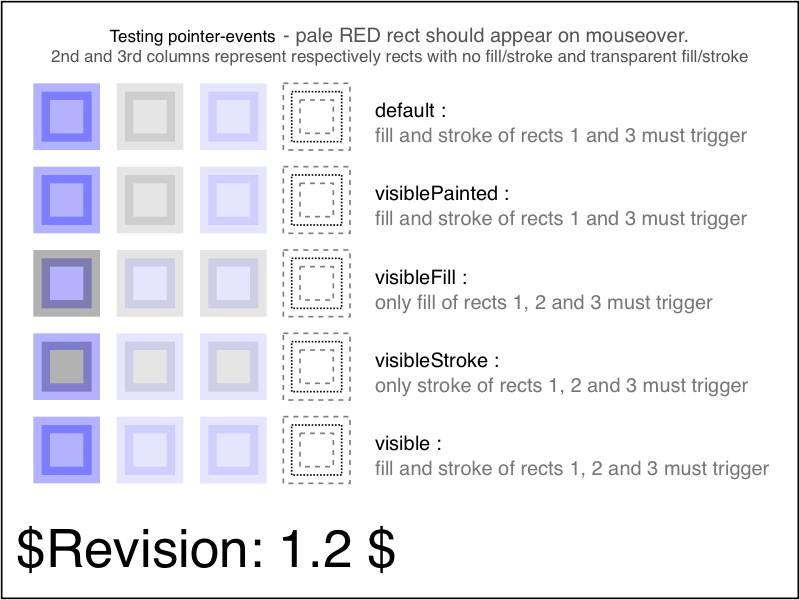 Testing pointer-events - pale RED rect should appear on mouseover.
2nd and 3rd columns represent respectively rects with no fill/stroke and transparent fill/stroke
default :
fill and stroke of rects 1 and 3 must trigger
visiblePainted :
fill and stroke of rects 1 and 3 must trigger
visibleFill :
only fill of rects 1, 2 and 3 must trigger
visibleStroke :
only stroke of rects 1, 2 and 3 must trigger
visible :
fill and stroke of rects 1, 2 and 3 must trigger
$Revision: 1.2 $